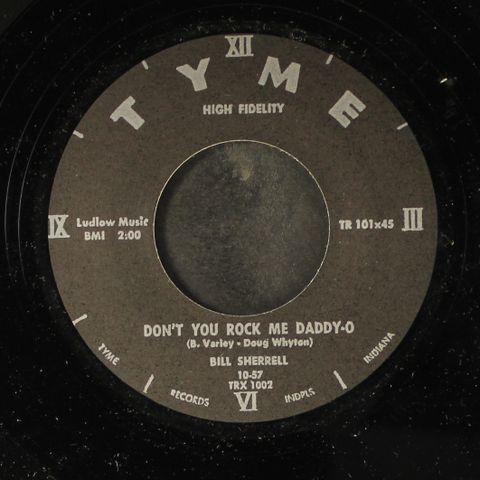 XII
TYME
HIGH FIDELITY
IX
Ludlow Music
BMI 2:00
TR 101x45
III
DON'T YOU ROCK ME DADDY-O
(B. Varley - Doug Whyton)
BILL SHERRELL
10-57
TRX 1002
VI
TYME RECORDS INDPLS INDIANA